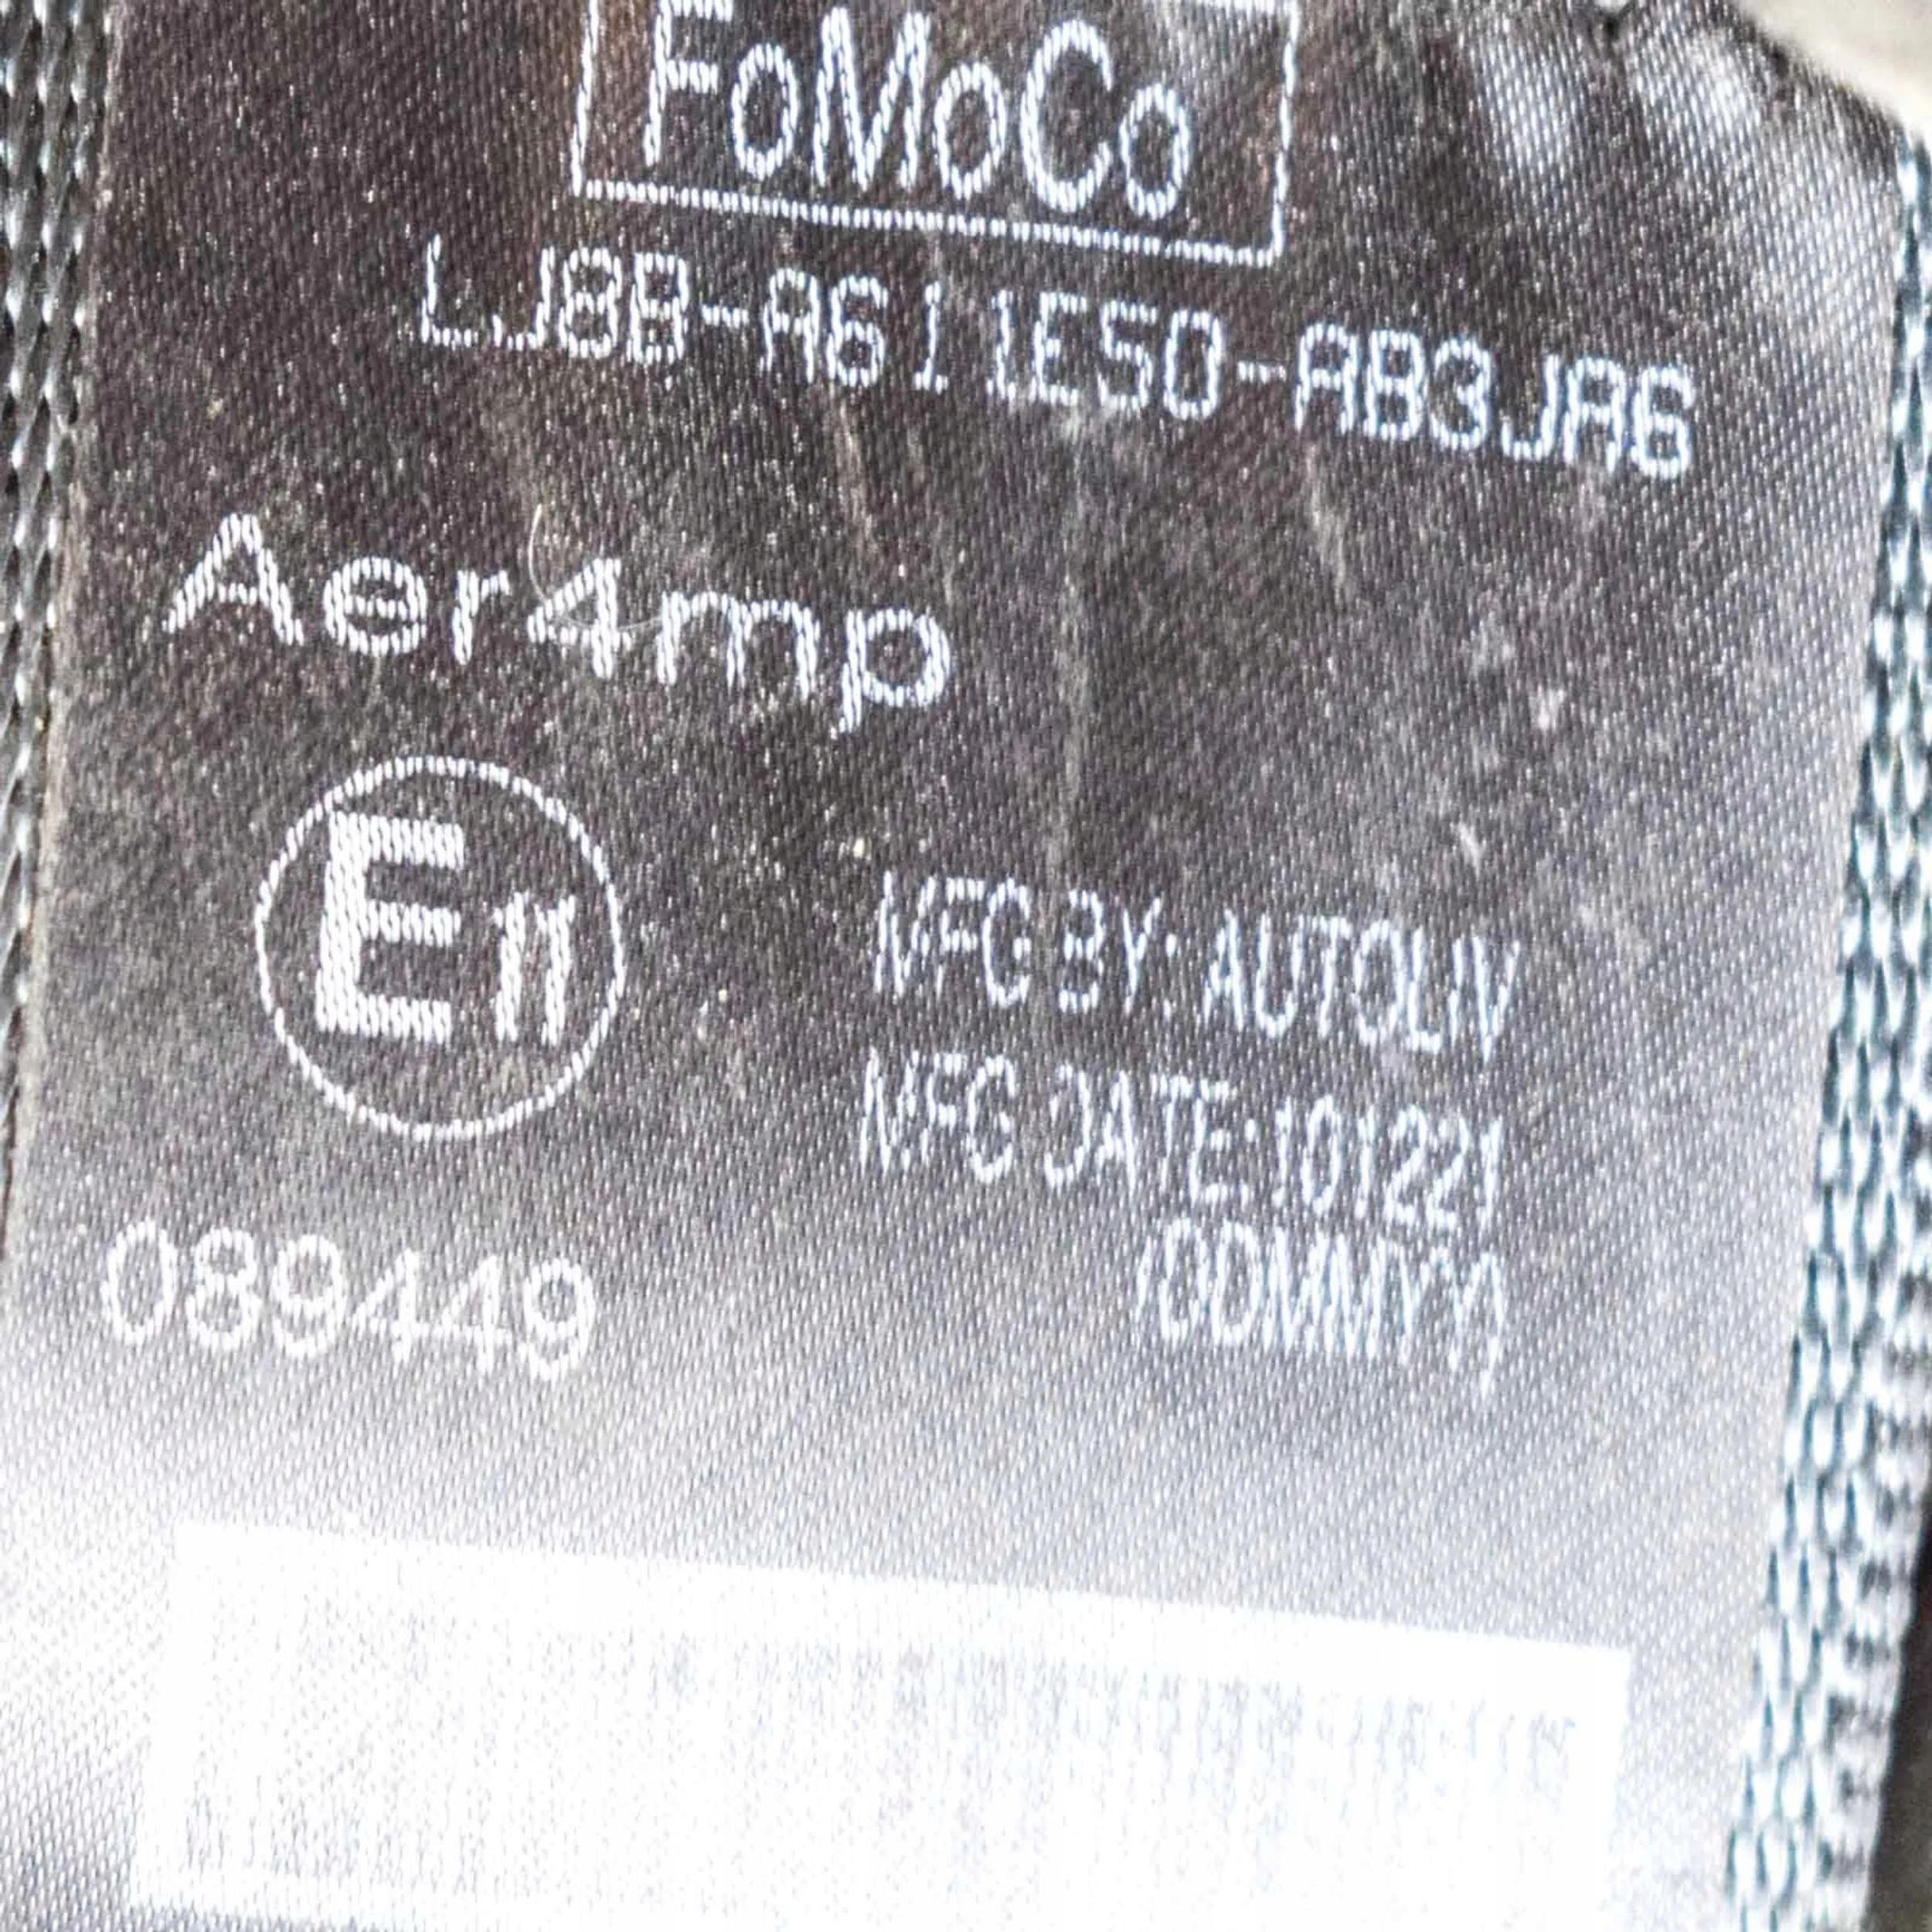 FoMoCo
LJ8B-A611E50-AB3JA6
Aer4mp
E11
MFG BY: AUTOLIV
MFG DATE:101221
(DDMMYY)
089449